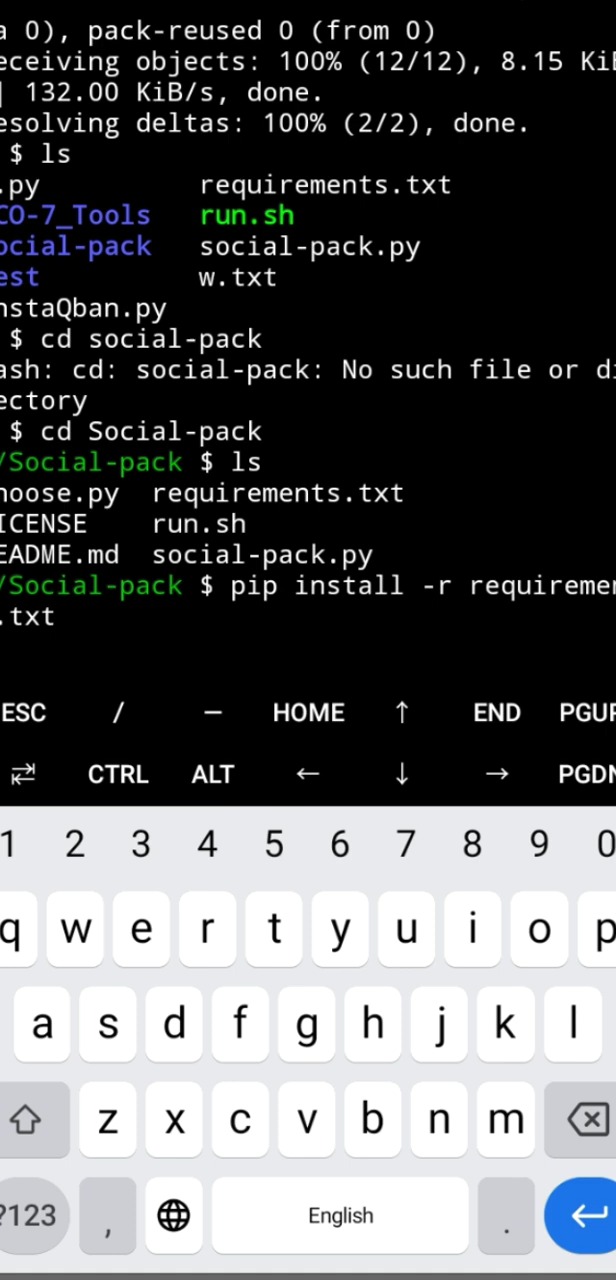 a 0), pack-reused 0 (from 0)
eceiving objects: 100% (12/12), 8.15 KiB
| 132.00 KiB/s, done.
esolving deltas: 100% (2/2), done.
$ ls
.py requirements.txt
CO-7_Tools run.sh
ocial-pack social-pack.py
est w.txt
nstaQban.py
$ cd social-pack
ash: cd: social-pack: No such file or di
ectory
$ cd Social-pack
/Social-pack $ ls
hoose.py requirements.txt
ICENSE run.sh
EADME.md social-pack.py
/Social-pack $ pip install -r requiremen
.txt
ESC / — HOME ↑ END PGUP
⇄ CTRL ALT ← ↓ → PGDN
1 2 3 4 5 6 7 8 9 0
q w e r t y u i o p
a s d f g h j k l
z x c v b n m
?123 , English .